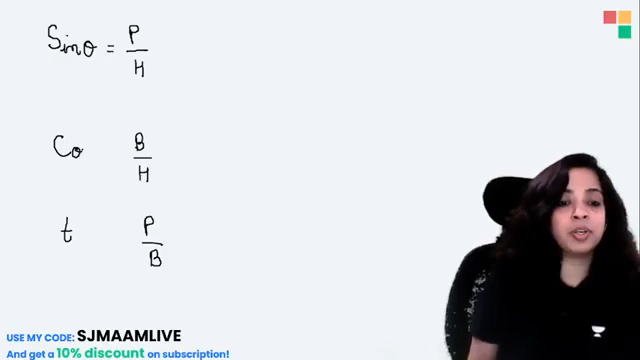 Sinθ = P/H
Co B/H
t P/B
USE MY CODE: SJMAAMLIVE
And get a 10% discount on subscription!